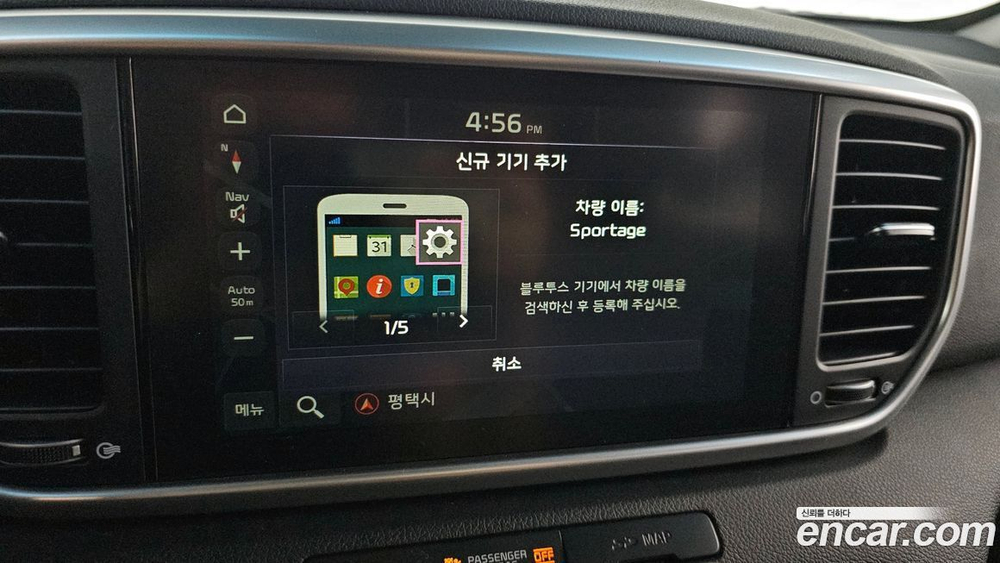 4:56 PM
신규 기기 추가
N
Nav
차량 이름:
Sportage
31
Auto
50m
블루투스 기기에서 차량 이름을
검색하신 후 등록해 주십시오.
1/5
취소
메뉴
평택시
MAP
PASSENGER
OFF
신뢰를 더하다
encar.com